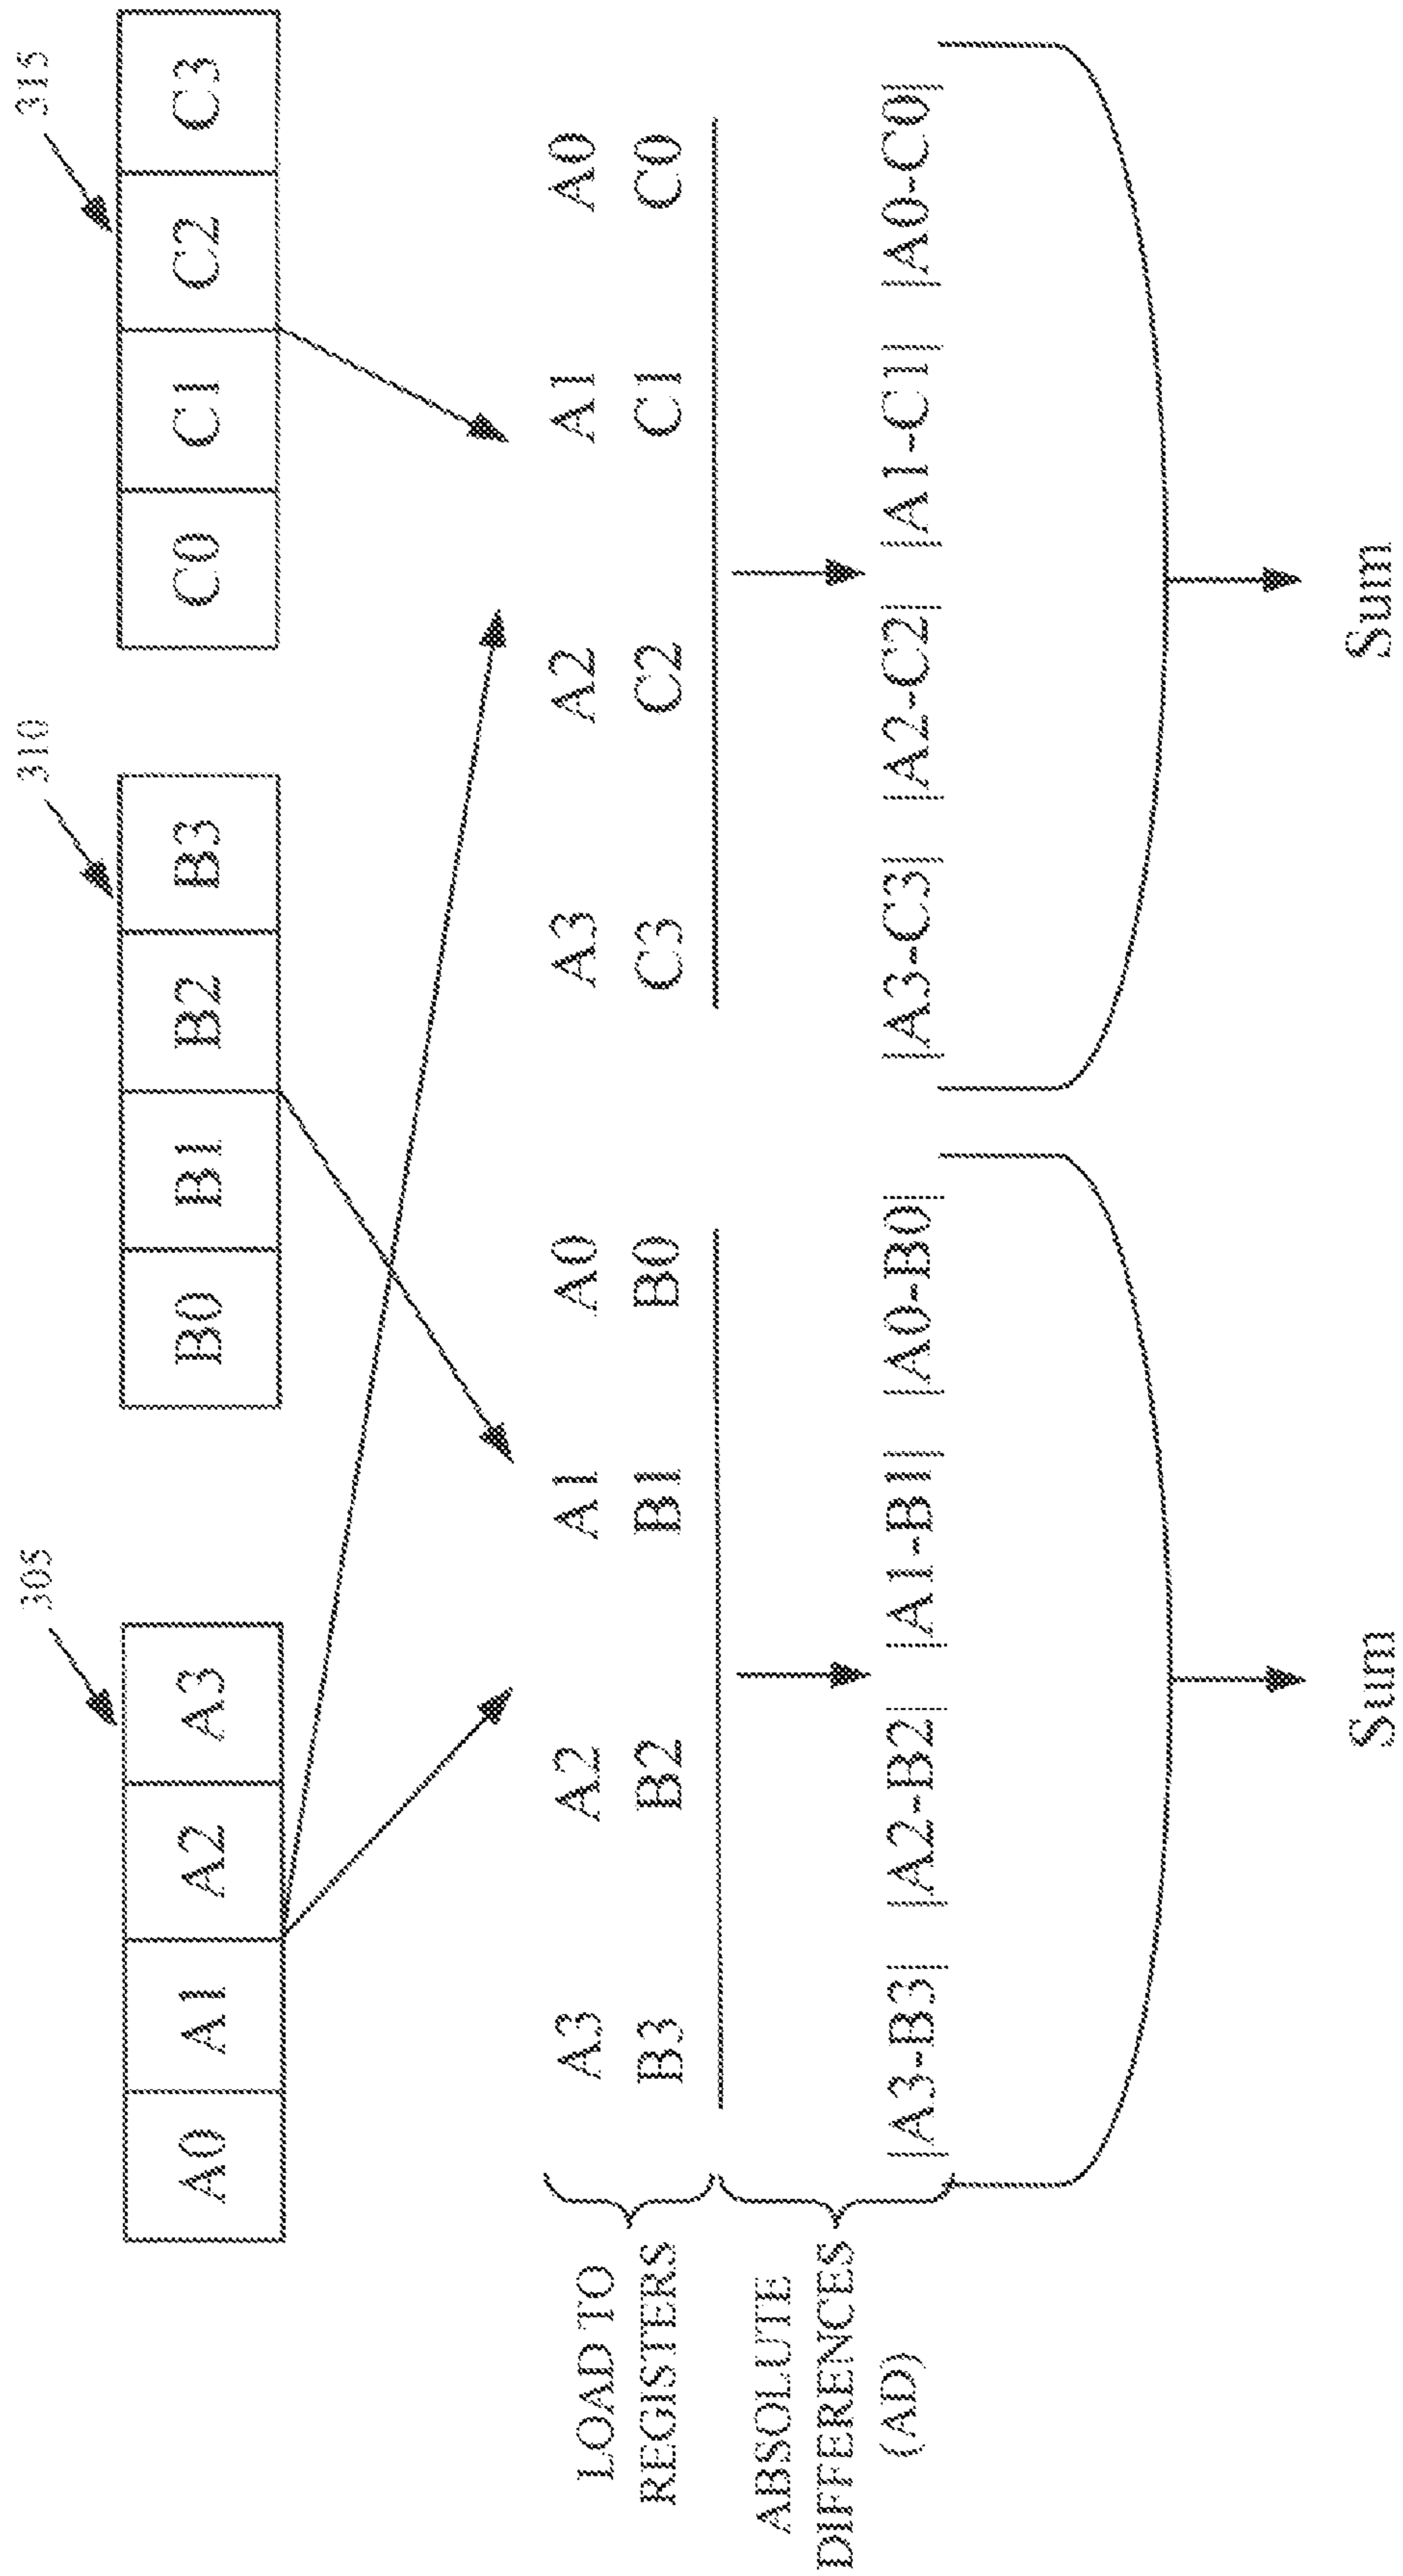 305 310 315
A0 A1 A2 A3 B0 B1 B2 B3 C0 C1 C2 C3
LOAD TO
REGISTERS
A3 A2 A1 A0 A3 A2 A1 A0
B3 B2 B1 B0 C3 C2 C1 C0
ABSOLUTE
DIFFERENCES
(AD)
|A3-B3| |A2-B2| |A1-B1| |A0-B0| |A3-C3| |A2-C2| |A1-C1| |A0-C0|
Sum Sum